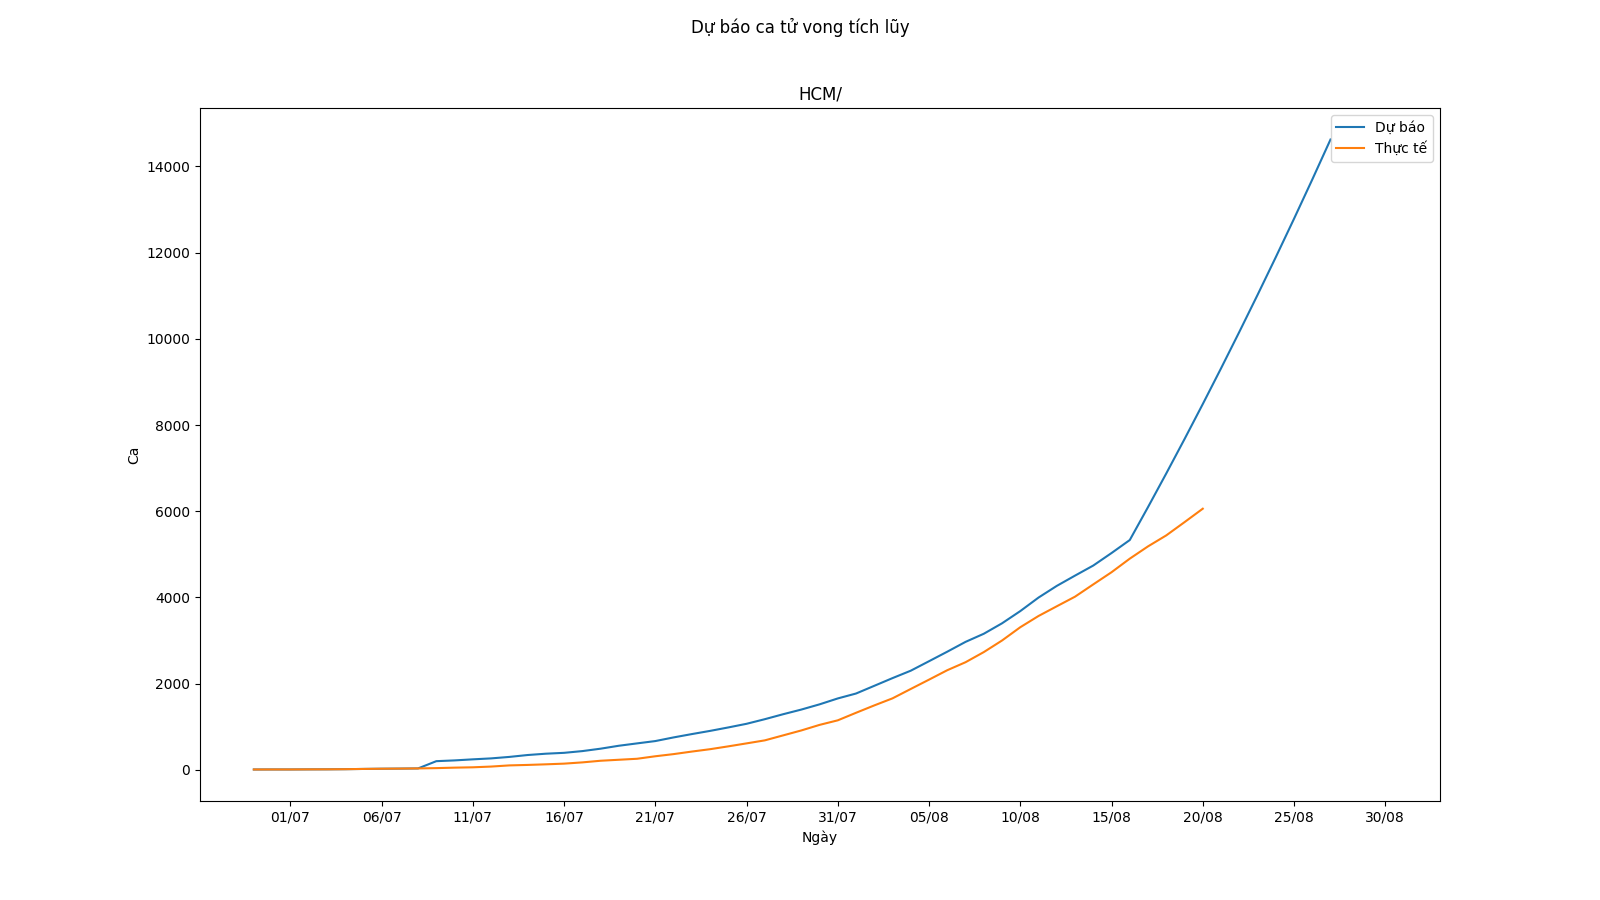 Dự báo ca tử vong tích lũy
HCM/
Dự báo
Thực tế
14000
12000
10000
8000
6000
4000
2000
0
Ca
01/07 06/07 11/07 16/07 21/07 26/07 31/07 05/08 10/08 15/08 20/08 25/08 30/08
Ngày